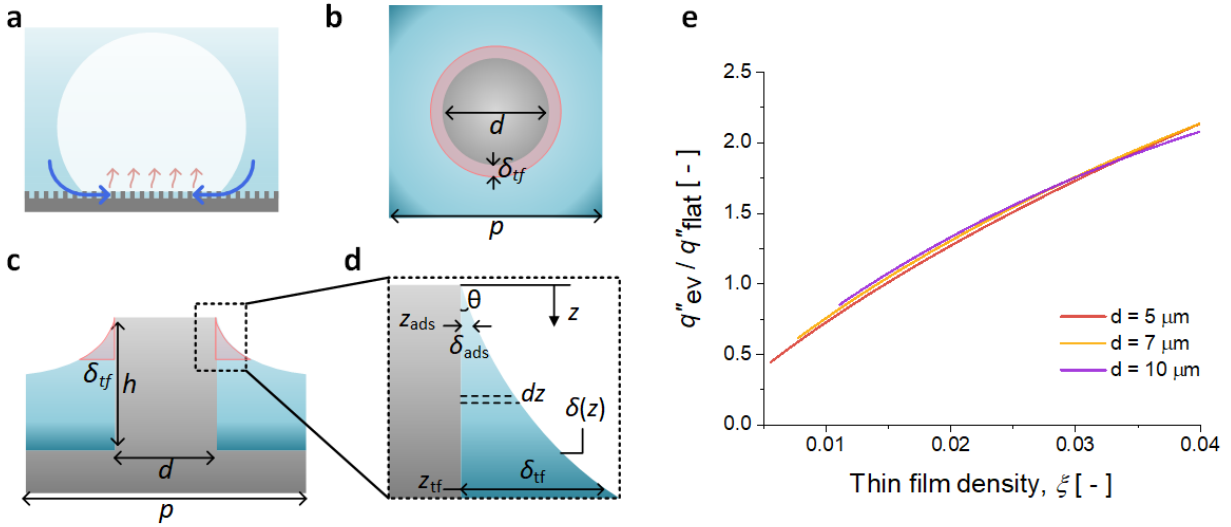 a
b
d
δtf
p
c
δtf
h
d
p
d
θ
z
zads
δads
dz
δ(z)
ztf
δtf
e
q″ev / q″flat [ - ]
2.5
2.0
1.5
1.0
0.5
0.0
d = 5 μm
d = 7 μm
d = 10 μm
0.01
0.02
0.03
0.04
Thin film density, ξ [ - ]